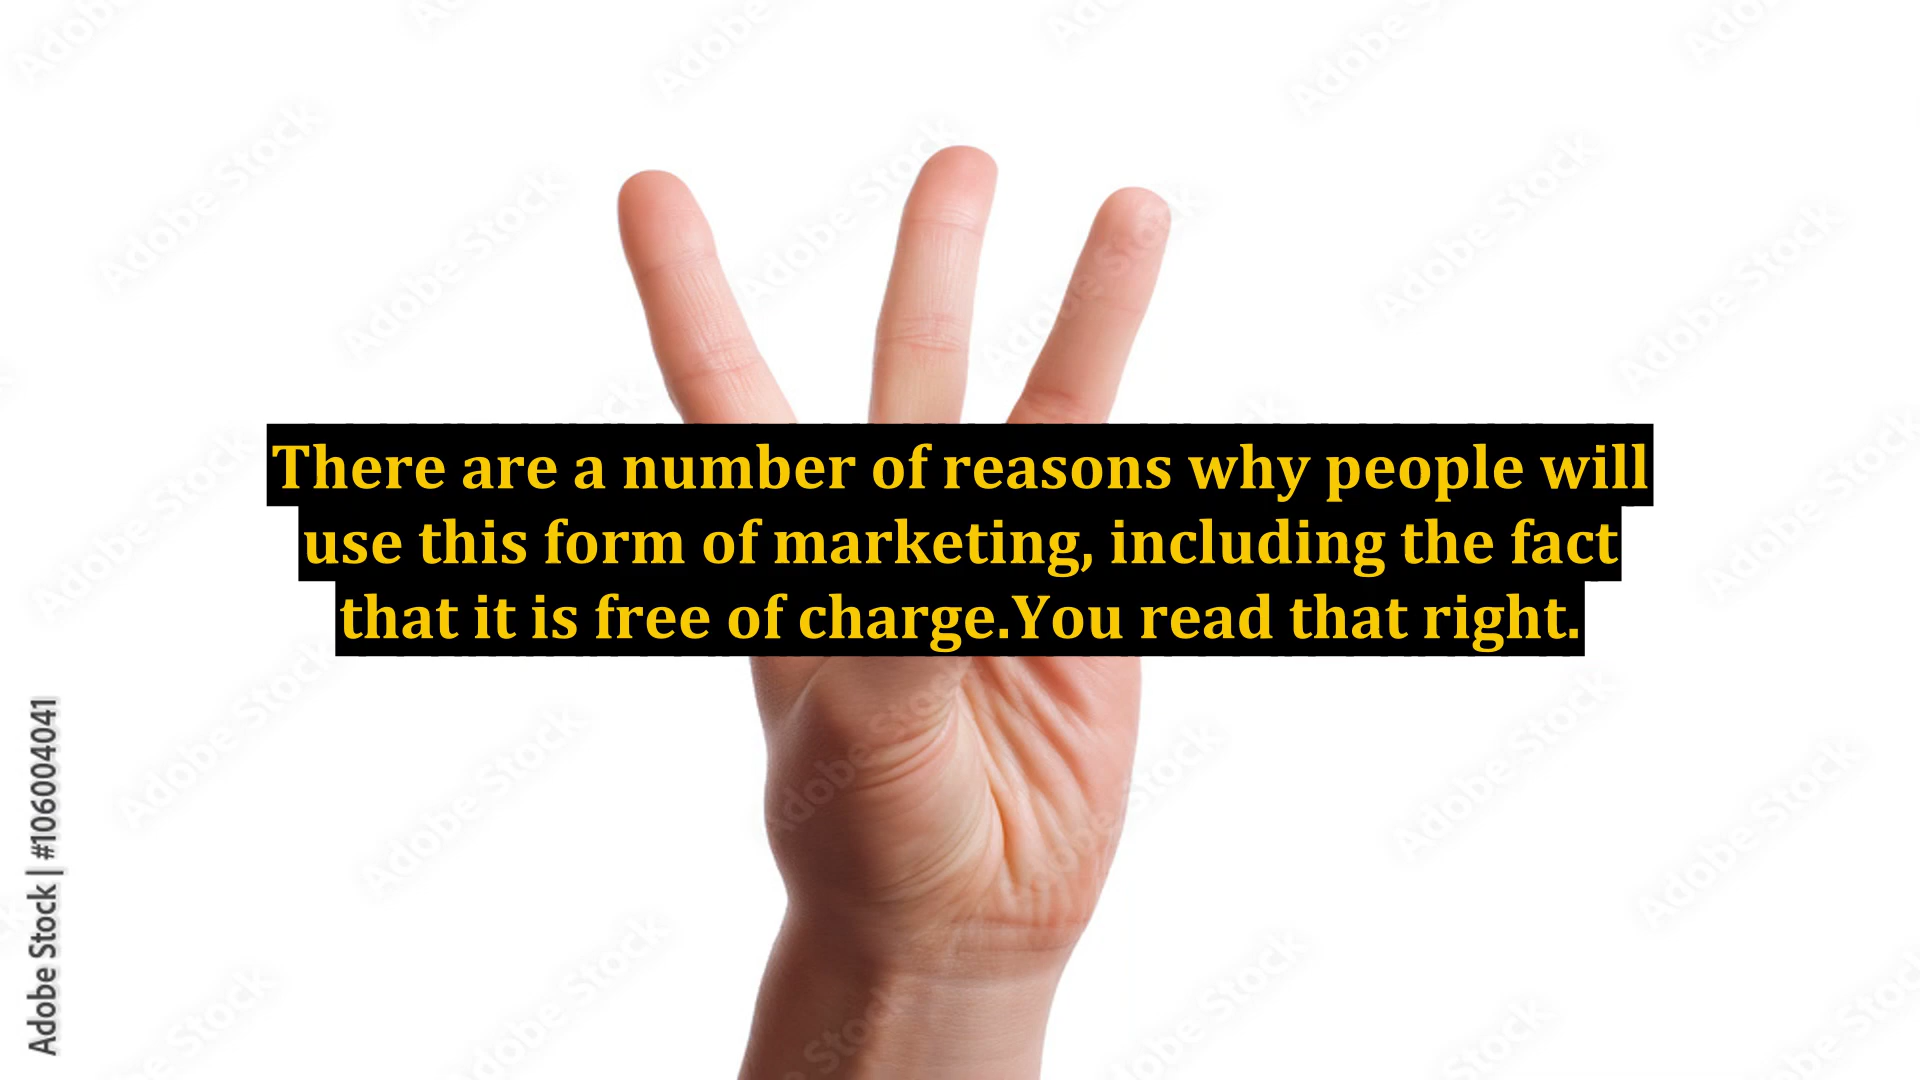 There are a number of reasons why people will
use this form of marketing, including the fact
that it is free of charge.You read that right.
Adobe Stock | #106004041